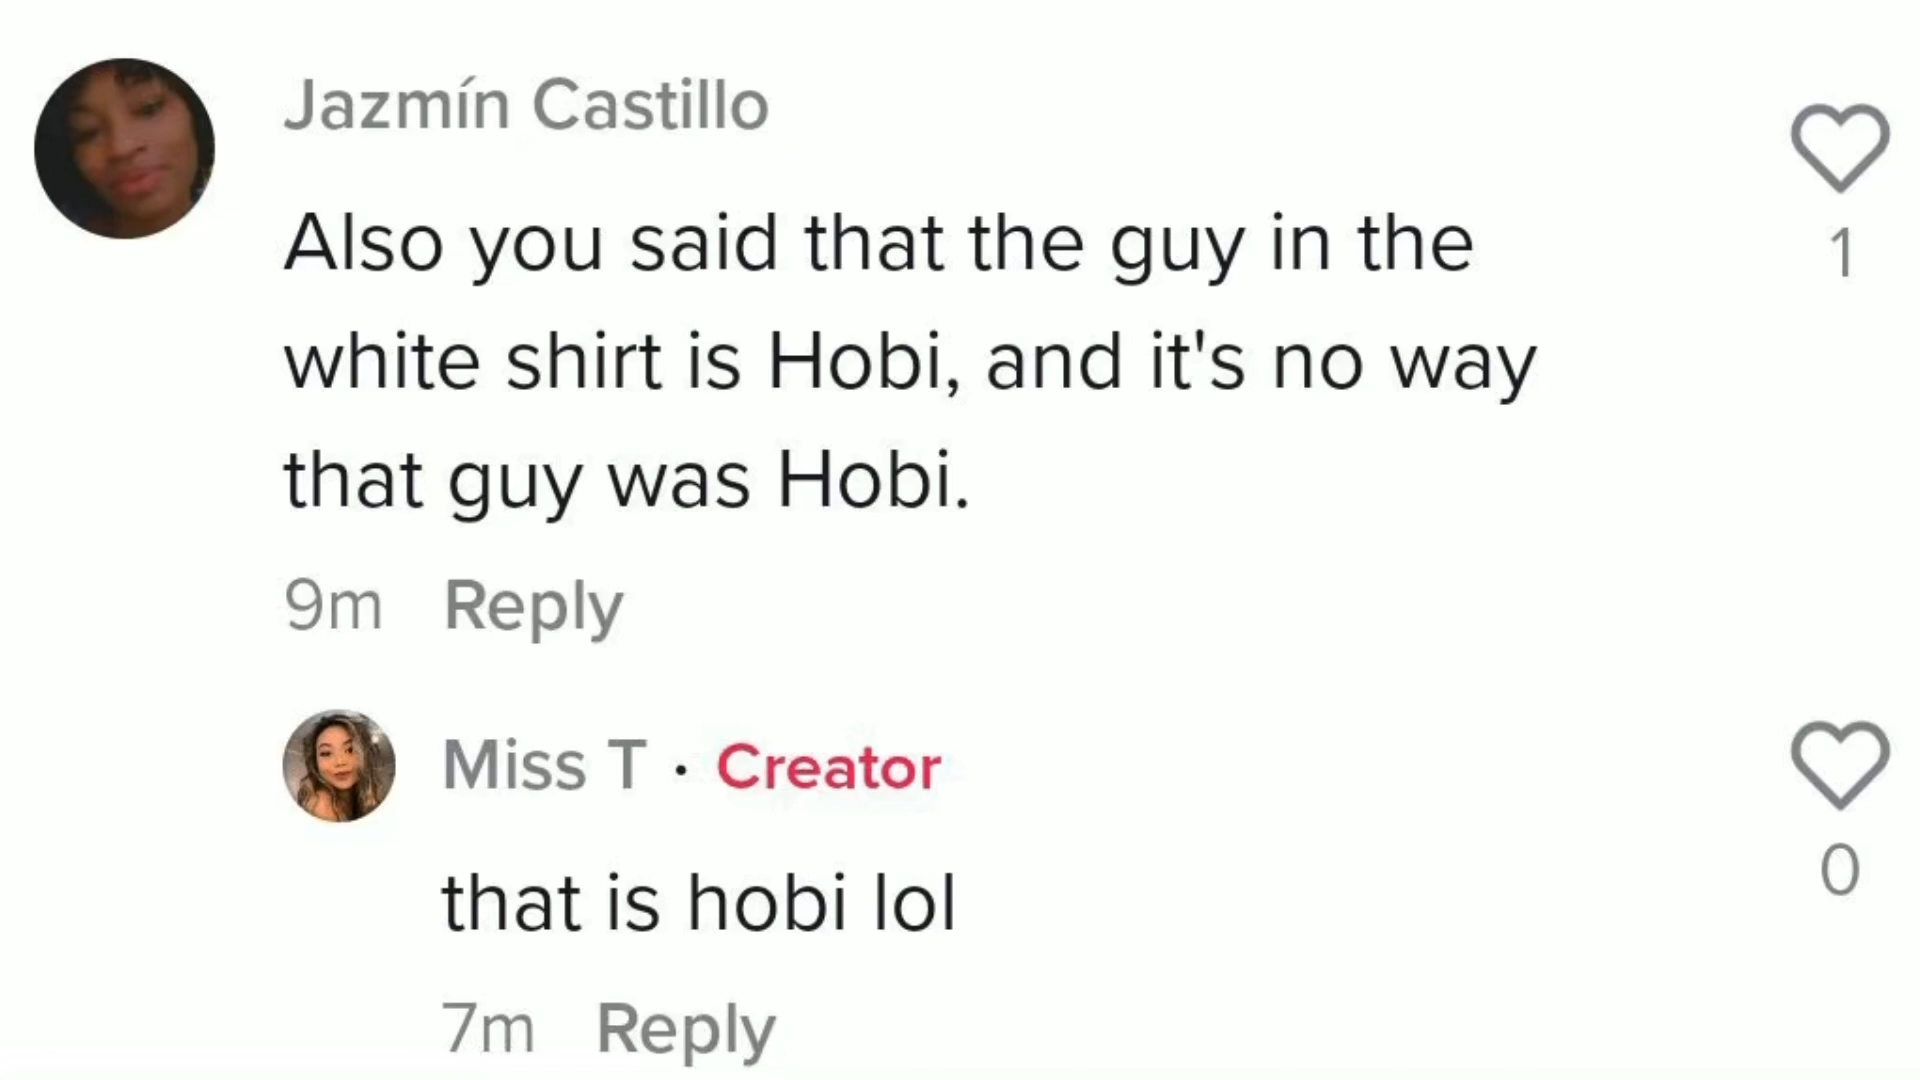 Jazmín Castillo
Also you said that the guy in the
white shirt is Hobi, and it's no way
that guy was Hobi.
1
9m Reply
Miss T · Creator
that is hobi lol
0
7m Reply